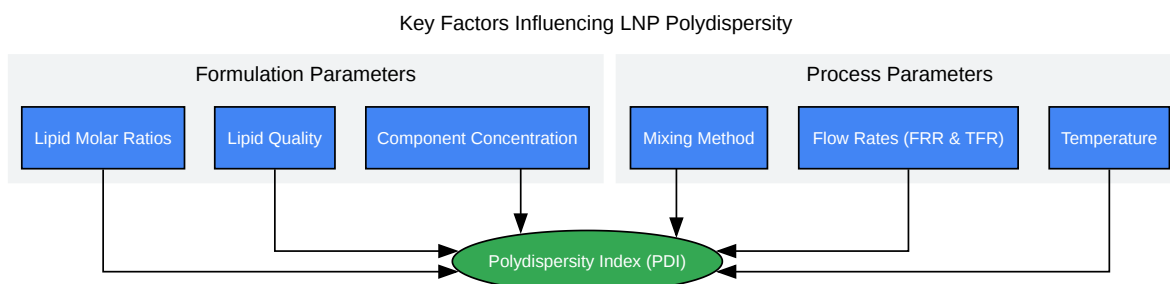 Key Factors Influencing LNP Polydispersity
Formulation Parameters
Process Parameters
Lipid Molar Ratios
Lipid Quality
Component Concentration
Mixing Method
Flow Rates (FRR & TFR)
Temperature
Polydispersity Index (PDI)